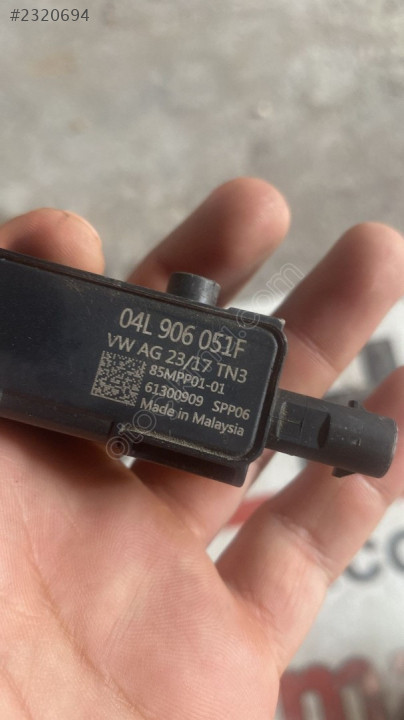 #2320694
04L 906 051F
VW AG 23/17 TN3
85MPP01-01
61300909 SPP06
Made in Malaysia